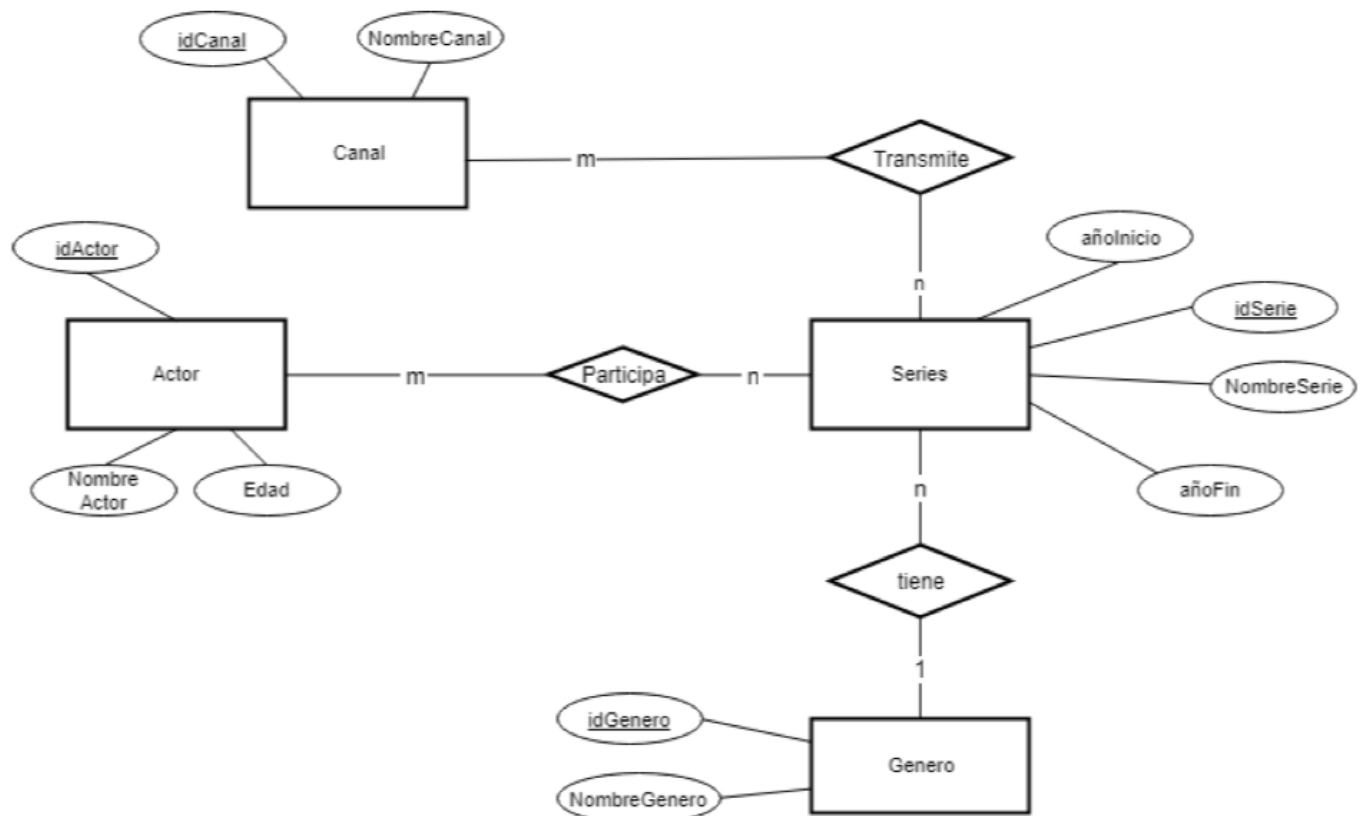 idCanal
NombreCanal
Canal
m
Transmite
idActor
añoInicio
n
idSerie
Actor
m
Participa
n
Series
NombreSerie
Nombre
Actor
Edad
n
añoFin
tiene
1
idGenero
Genero
NombreGenero